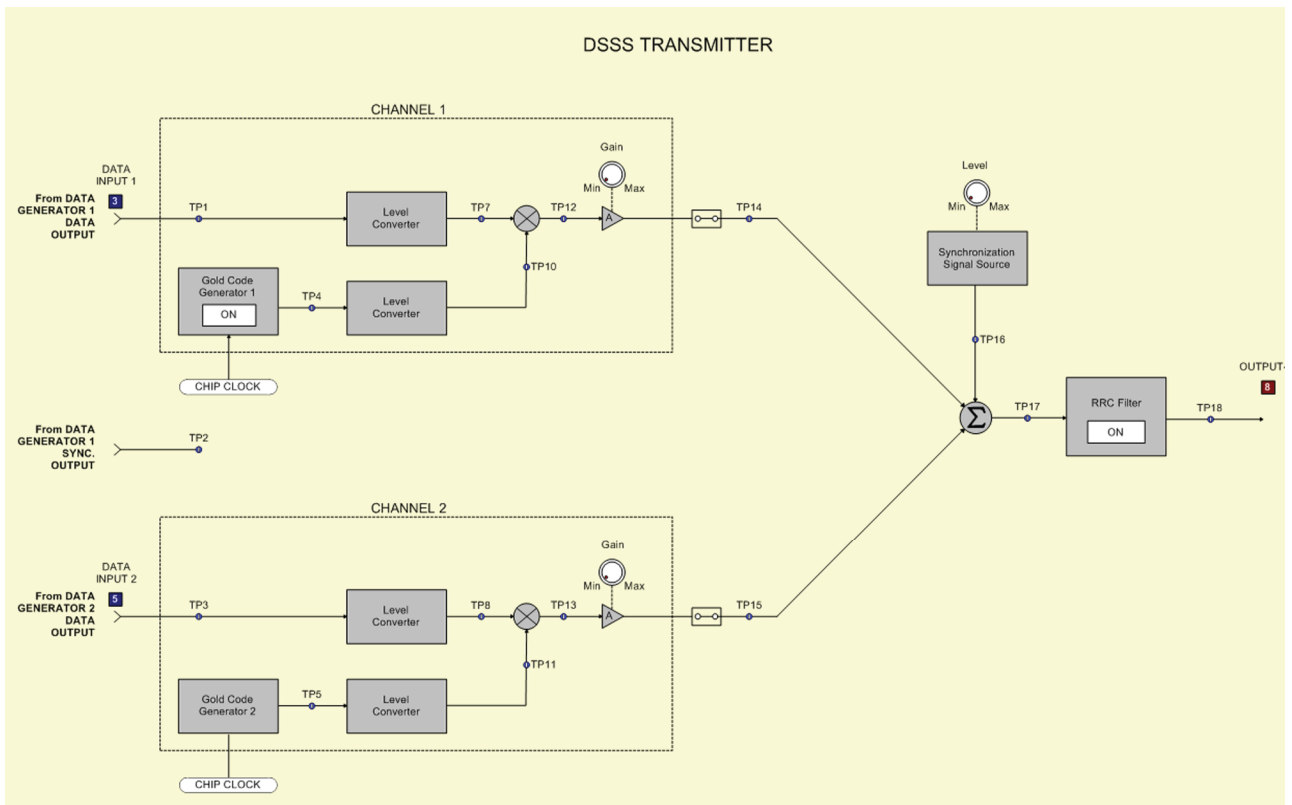 DSSS TRANSMITTER
CHANNEL 1
Gain
Min
Max
DATA
INPUT 1
3
From DATA
GENERATOR 1
DATA
OUTPUT
TP1
Level
Converter
TP7
TP12
A
TP14
TP10
Gold Code
Generator 1
ON
TP4
Level
Converter
CHIP CLOCK
Level
Min
Max
Synchronization
Signal Source
TP16
Σ
TP17
RRC Filter
ON
TP18
OUTPUT
8
From DATA
GENERATOR 1
SYNC.
OUTPUT
TP2
CHANNEL 2
Gain
Min
Max
DATA
INPUT 2
5
From DATA
GENERATOR 2
DATA
OUTPUT
TP3
Level
Converter
TP8
TP13
A
TP15
TP11
Gold Code
Generator 2
TP5
Level
Converter
CHIP CLOCK